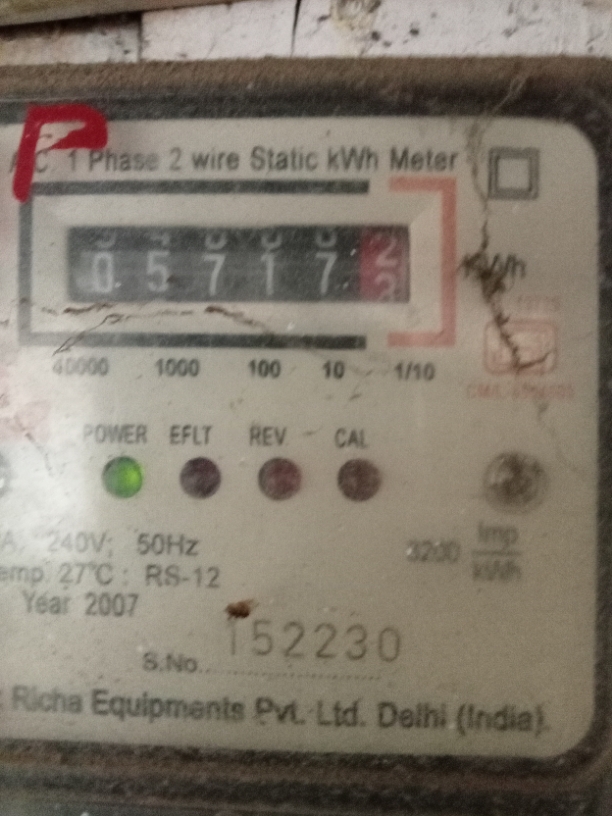 A.C. 1 Phase 2 wire Static kWh Meter
0 5 7 1 7 2
kWh
1000 100 10 1/10
POWER EFLT REV CAL
A, 240V; 50Hz
3200 Imp
kWh
emp. 27°C : RS-12
Year 2007
S.No. 152230
Richa Equipments Pvt. Ltd. Delhi (India).